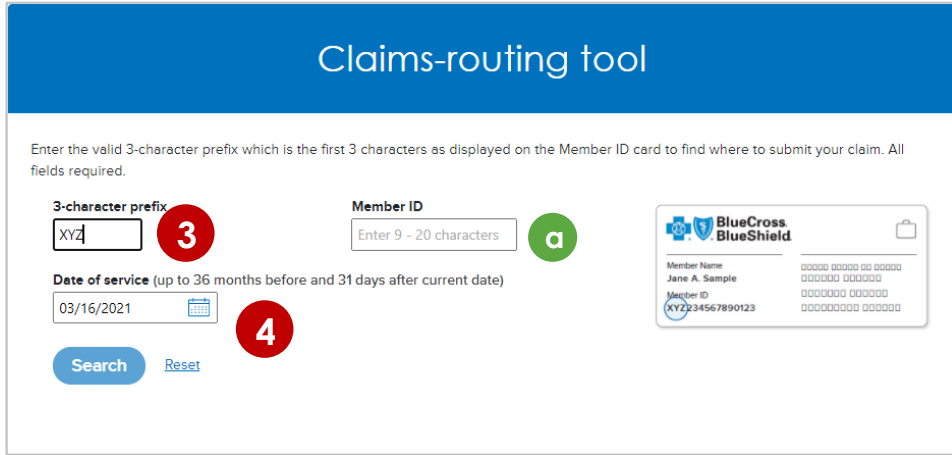 Claims-routing tool
Enter the valid 3-character prefix which is the first 3 characters as displayed on the Member ID card to find where to submit your claim. All
fields required.
3-character prefix
Member ID
XYZ
3
Enter 9 - 20 characters
a
Date of service (up to 36 months before and 31 days after current date)
03/16/2021
4
Search
Reset
BlueCross
BlueShield
Member Name
Jane A. Sample
Member ID
XYZ234567890123